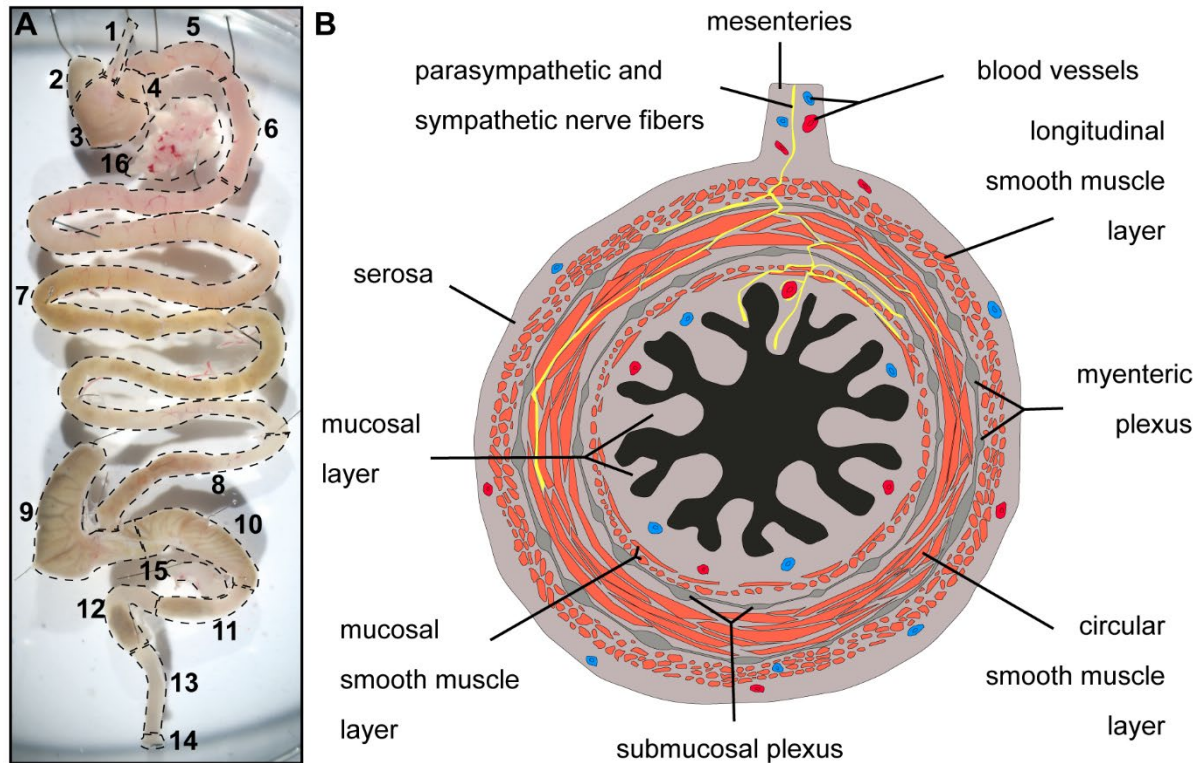 A
1
5
2
4
3
6
16
7
8
9
10
15
12
11
13
14
B
mesenteries
parasympathetic and
sympathetic nerve fibers
blood vessels
longitudinal
smooth muscle
layer
serosa
myenteric
plexus
mucosal
layer
mucosal
smooth muscle
layer
circular
smooth muscle
layer
submucosal plexus